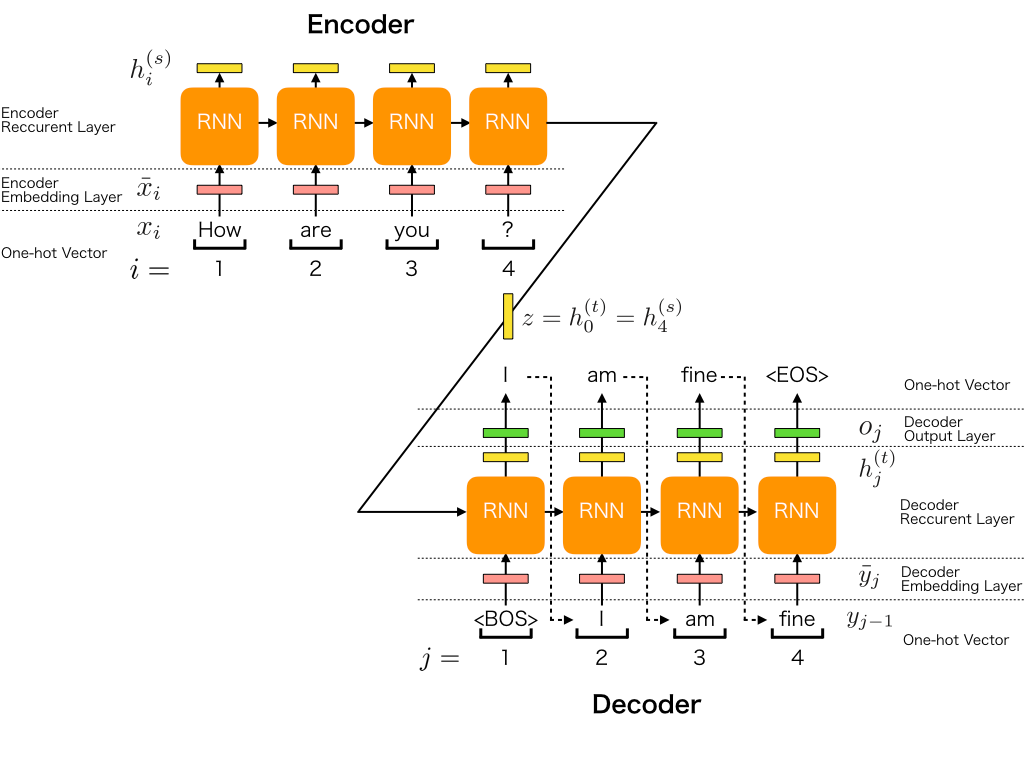 Encoder
h_i^{(s)}
Encoder
Reccurent Layer
RNN RNN RNN RNN
Encoder
Embedding Layer
x̄_i
x_i How are you ?
One-hot Vector
i = 1 2 3 4
z = h_0^{(t)} = h_4^{(s)}
I am fine <EOS>
One-hot Vector
o_j
Decoder
Output Layer
h_j^{(t)}
RNN RNN RNN RNN
Decoder
Reccurent Layer
ȳ_j
Decoder
Embedding Layer
<BOS> I am fine y_{j−1}
One-hot Vector
j = 1 2 3 4
Decoder